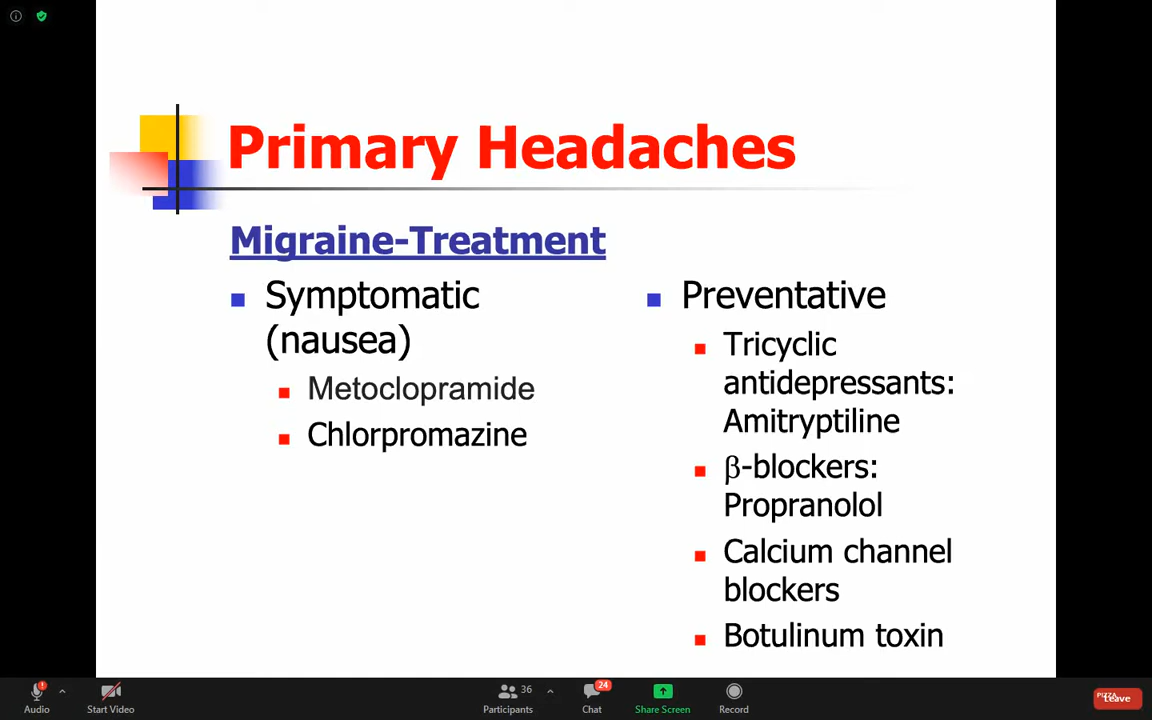 Primary Headaches
Migraine-Treatment
Symptomatic
(nausea)
Metoclopramide
Chlorpromazine
Preventative
Tricyclic
antidepressants:
Amitryptiline
β-blockers:
Propranolol
Calcium channel
blockers
Botulinum toxin
Audio
Start Video
36
Participants
24
Chat
Share Screen
Record
PIZZA
Leave